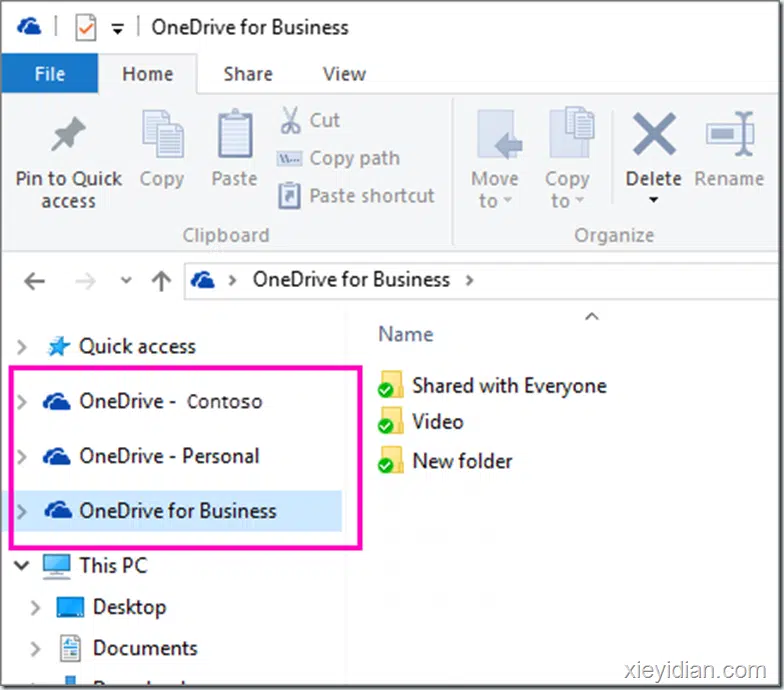 OneDrive for Business
File Home Share View
Pin to Quick access
Copy
Paste
Cut
Copy path
Paste shortcut
Move to
Copy to
Delete
Rename
Clipboard
Organize
OneDrive for Business
Quick access
OneDrive - Contoso
OneDrive - Personal
OneDrive for Business
This PC
Desktop
Documents
Name
Shared with Everyone
Video
New folder
xieyidian.com